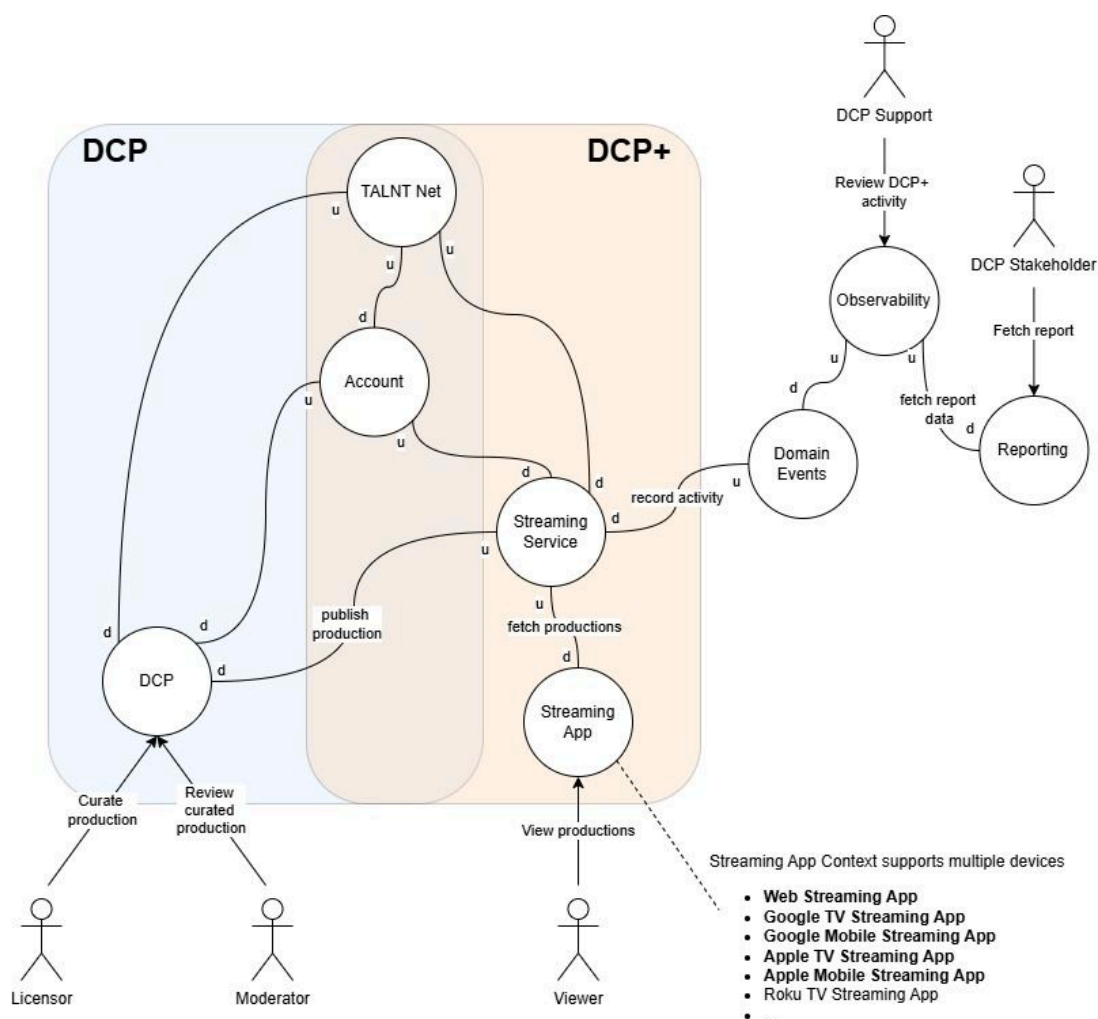 DCP Support
DCP
DCP+
TALNT Net
Review DCP+
activity
u
u
u
DCP Stakeholder
Observability
d
Fetch report
Account
u
u
u
d
fetch report
data
u
d
Reporting
d
d
Domain
Events
u
record activity
Streaming
Service
d
u
u
fetch productions
publish
production
d
d
d
d
DCP
Streaming
App
Curate
production
Review
curated
production
View productions
Streaming App Context supports multiple devices
• Web Streaming App
• Google TV Streaming App
• Google Mobile Streaming App
• Apple TV Streaming App
• Apple Mobile Streaming App
• Roku TV Streaming App
• ...
Licensor
Moderator
Viewer